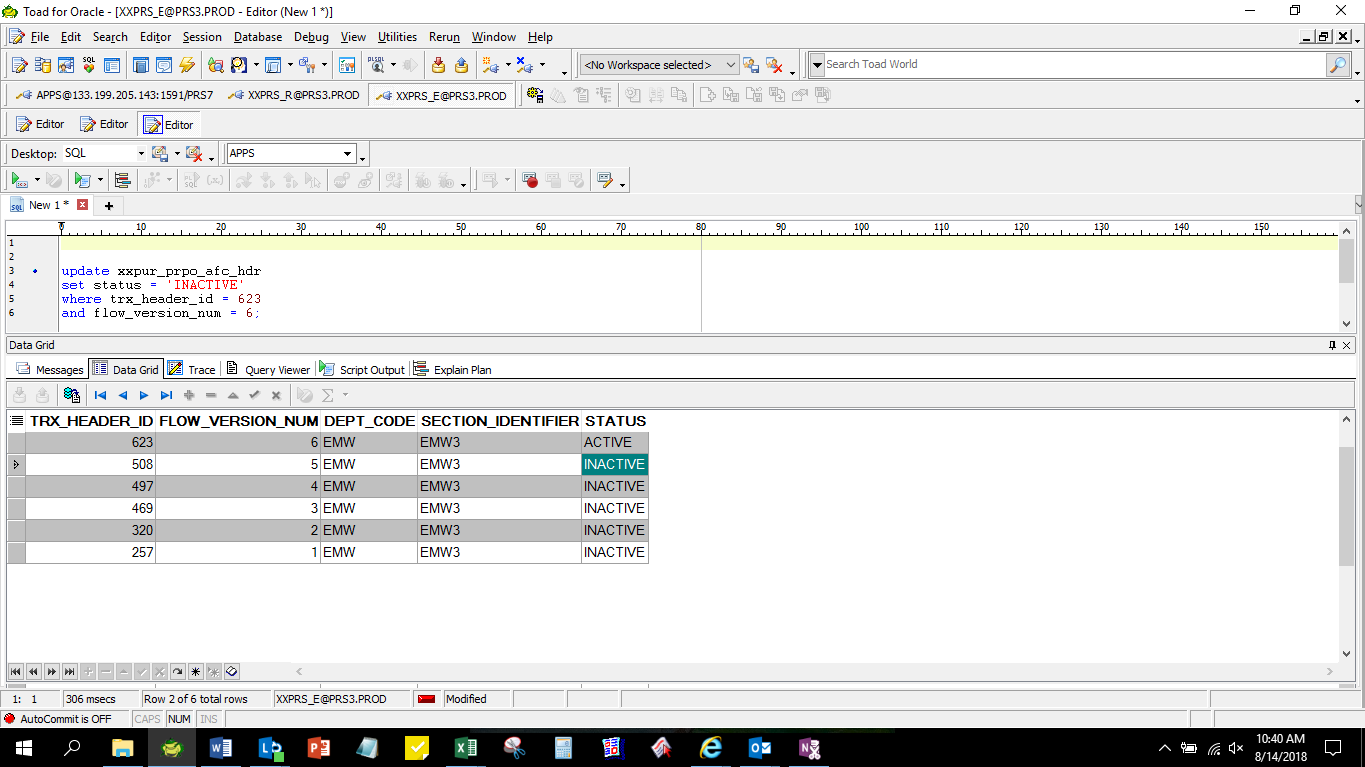 Toad for Oracle - [XXPRS_E@PRS3.PROD - Editor (New 1 *)]
File Edit Search Editor Session Database Debug View Utilities Rerun Window Help
SQL PLSQL <No Workspace selected> Search Toad World
APPS@133.199.205.143:1591/PRS7 XXPRS_R@PRS3.PROD XXPRS_E@PRS3.PROD
Editor Editor Editor
Desktop: SQL APPS
New 1 *
0 10 20 30 40 50 60 70 80 90 100 110 120 130 140 150
1
2
3 update xxpur_prpo_afc_hdr
4 set status = 'INACTIVE'
5 where trx_header_id = 623
6 and flow_version_num = 6;
Data Grid
Messages Data Grid Trace Query Viewer Script Output Explain Plan
TRX_HEADER_ID FLOW_VERSION_NUM DEPT_CODE SECTION_IDENTIFIER STATUS
623 6 EMW EMW3 ACTIVE
508 5 EMW EMW3 INACTIVE
497 4 EMW EMW3 INACTIVE
469 3 EMW EMW3 INACTIVE
320 2 EMW EMW3 INACTIVE
257 1 EMW EMW3 INACTIVE
1: 1 306 msecs Row 2 of 6 total rows XXPRS_E@PRS3.PROD Modified
AutoCommit is OFF CAPS NUM INS
10:40 AM
8/14/2018